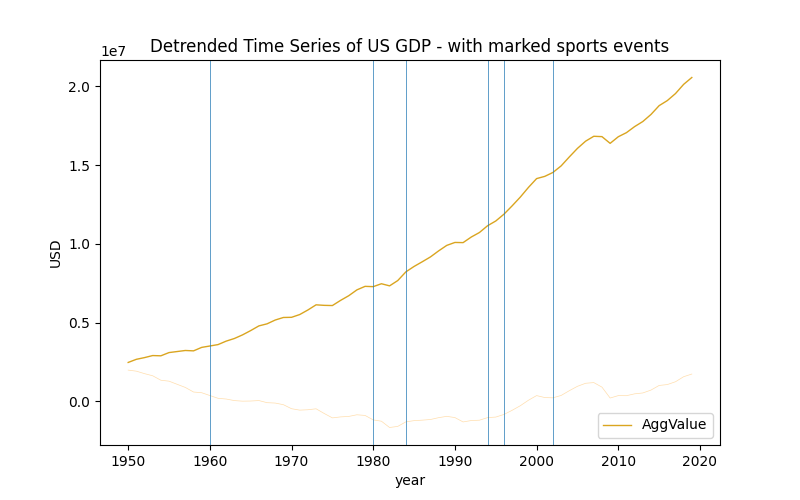 Detrended Time Series of US GDP - with marked sports events
1e7
2.0
1.5
1.0
0.5
0.0
USD
AggValue
1950 1960 1970 1980 1990 2000 2010 2020
year